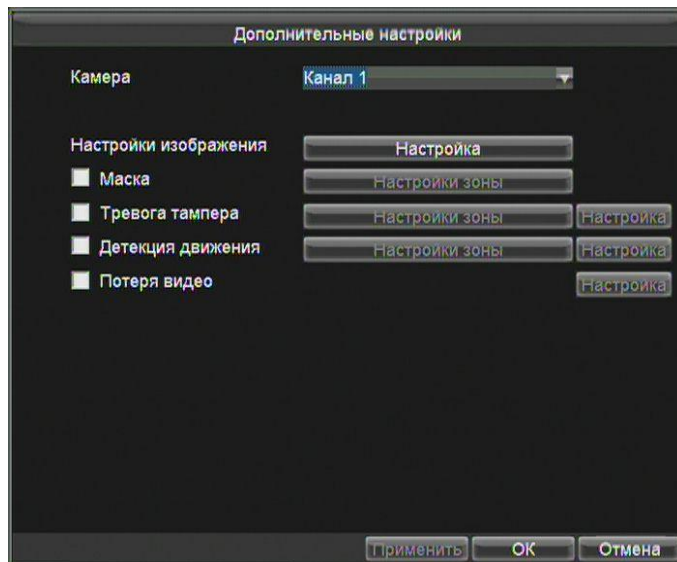 Дополнительные настройки
Камера Канал 1
Настройки изображения Настройка
Маска Настройки зоны
Тревога тампера Настройки зоны Настройка
Детекция движения Настройки зоны Настройка
Потеря видео Настройка
Применить ОК Отмена